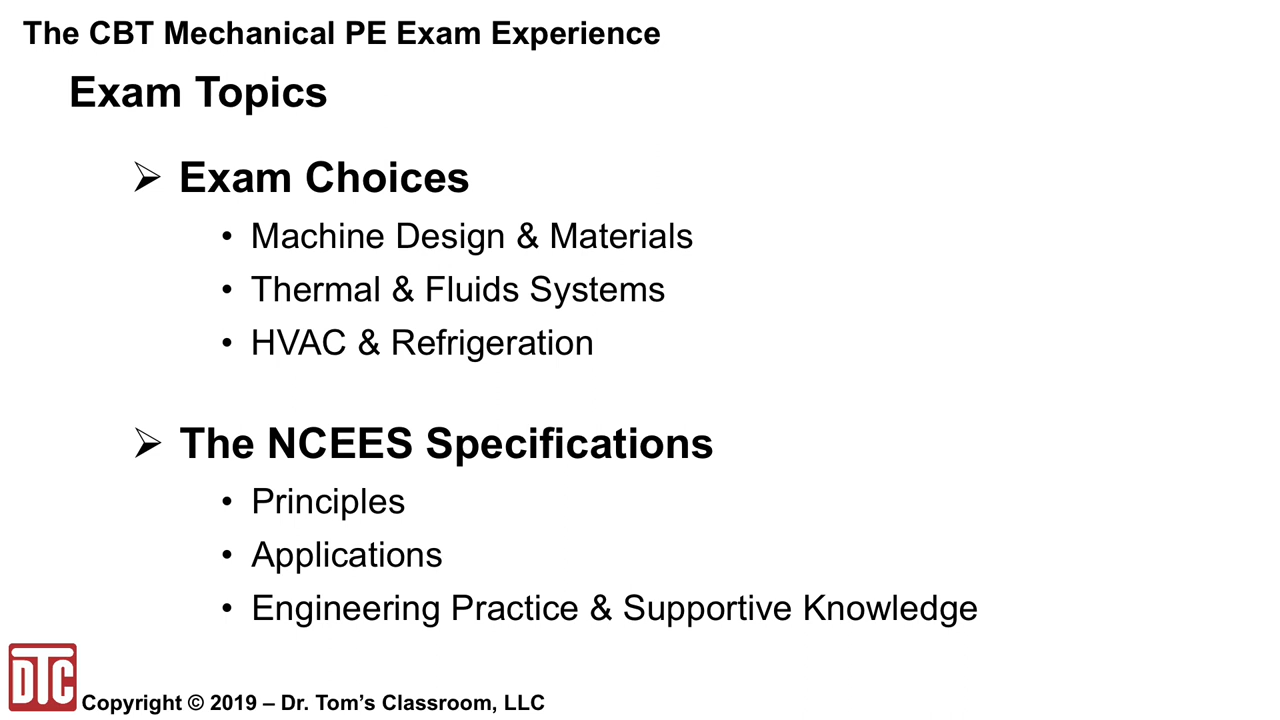 The CBT Mechanical PE Exam Experience
Exam Topics
➢ Exam Choices
• Machine Design & Materials
• Thermal & Fluids Systems
• HVAC & Refrigeration
➢ The NCEES Specifications
• Principles
• Applications
• Engineering Practice & Supportive Knowledge
DTC
Copyright © 2019 – Dr. Tom’s Classroom, LLC